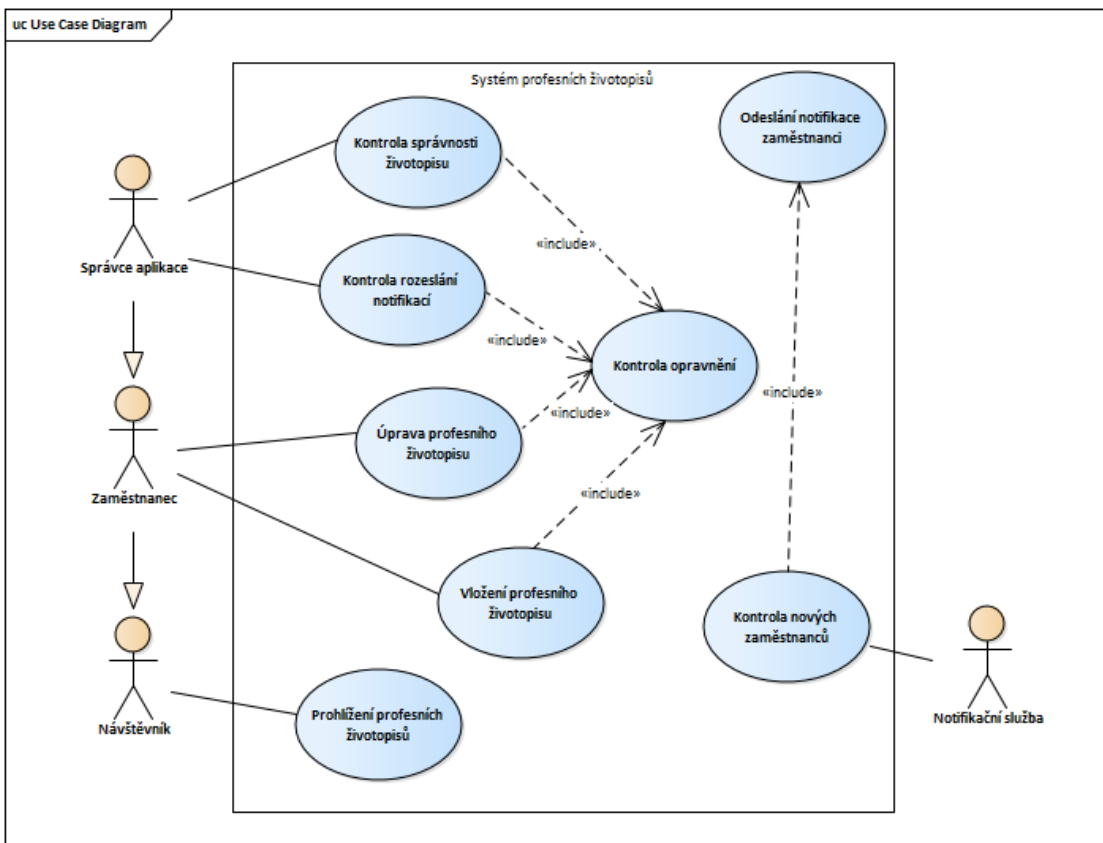 uc Use Case Diagram
Systém profesních životopisů
Kontrola správnosti
životopisu
Odeslání notifikace
zaměstnanci
Správce aplikace
«include»
Kontrola rozeslání
notifikací
«include»
Kontrola opravnění
«include»
«include»
Úprava profesního
životopisu
Zaměstnanec
«include»
Vložení profesního
životopisu
Kontrola nových
zaměstnanců
Prohlížení profesních
životopisů
Návštěvník
Notifikační služba